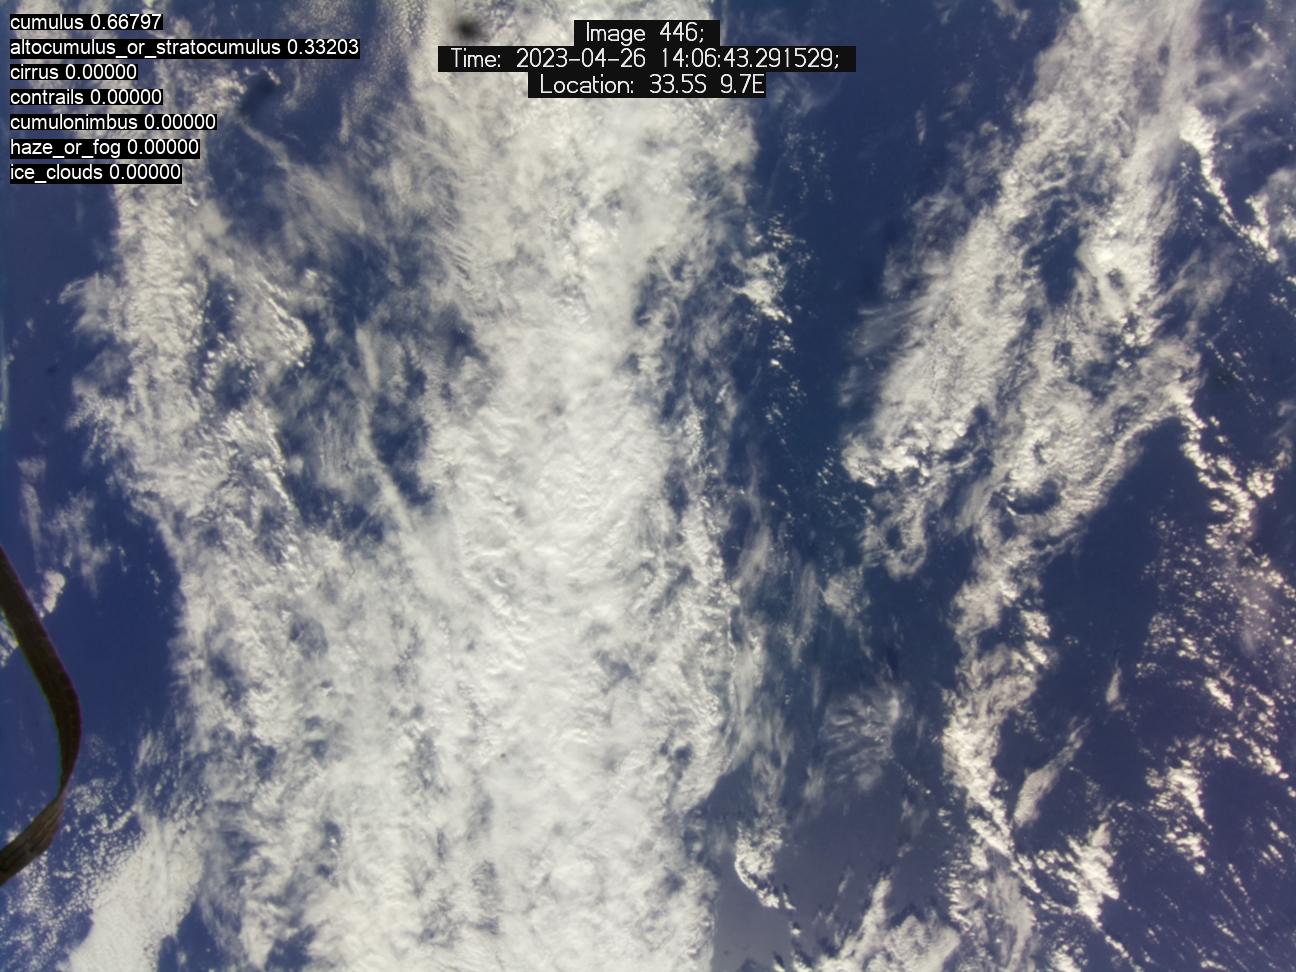 cumulus 0.66797
altocumulus_or_stratocumulus 0.33203
cirrus 0.00000
contrails 0.00000
cumulonimbus 0.00000
haze_or_fog 0.00000
ice_clouds 0.00000
Image 446;
Time: 2023-04-26 14:06:43.291529;
Location: 33.5S 9.7E